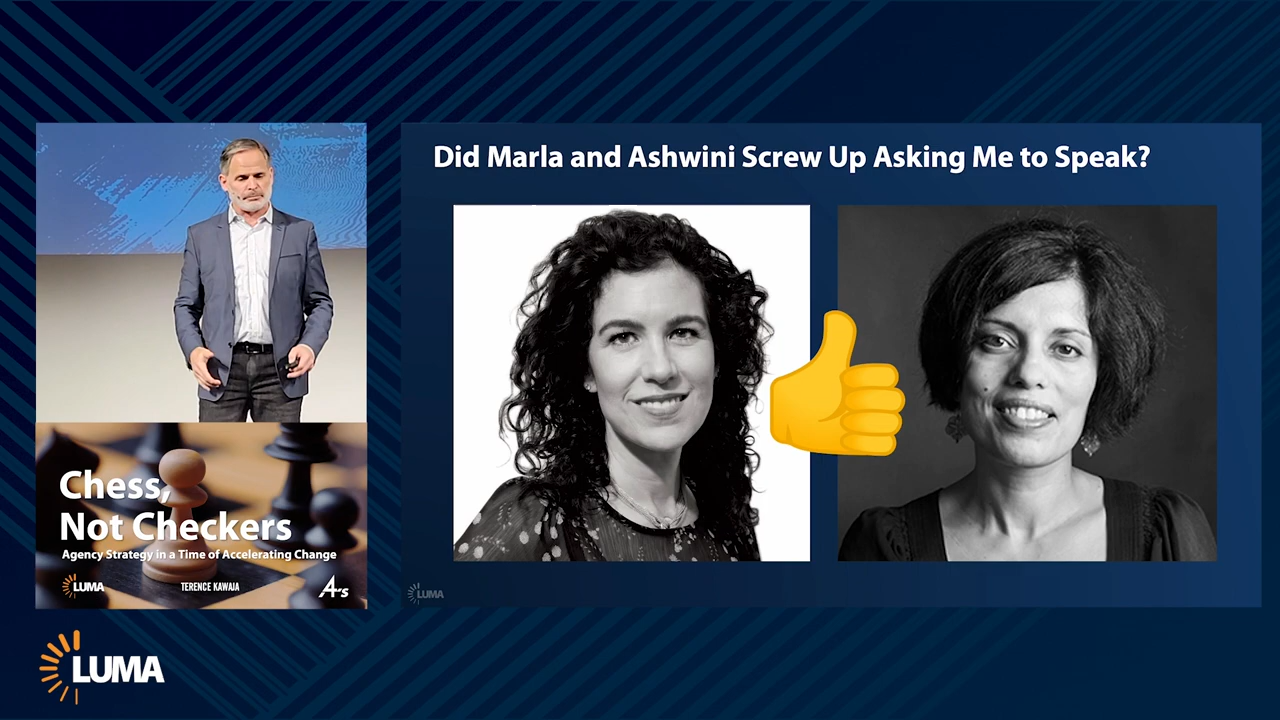 Did Marla and Ashwini Screw Up Asking Me to Speak?
Chess,
Not Checkers
Agency Strategy in a Time of Accelerating Change
LUMA
TERENCE KAWAJA
4A's
LUMA
LUMA